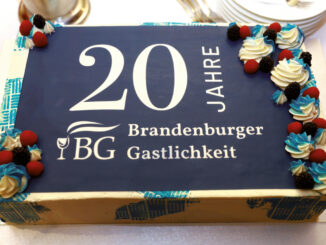 20 JAHRE
BG Brandenburger
Gastlichkeit